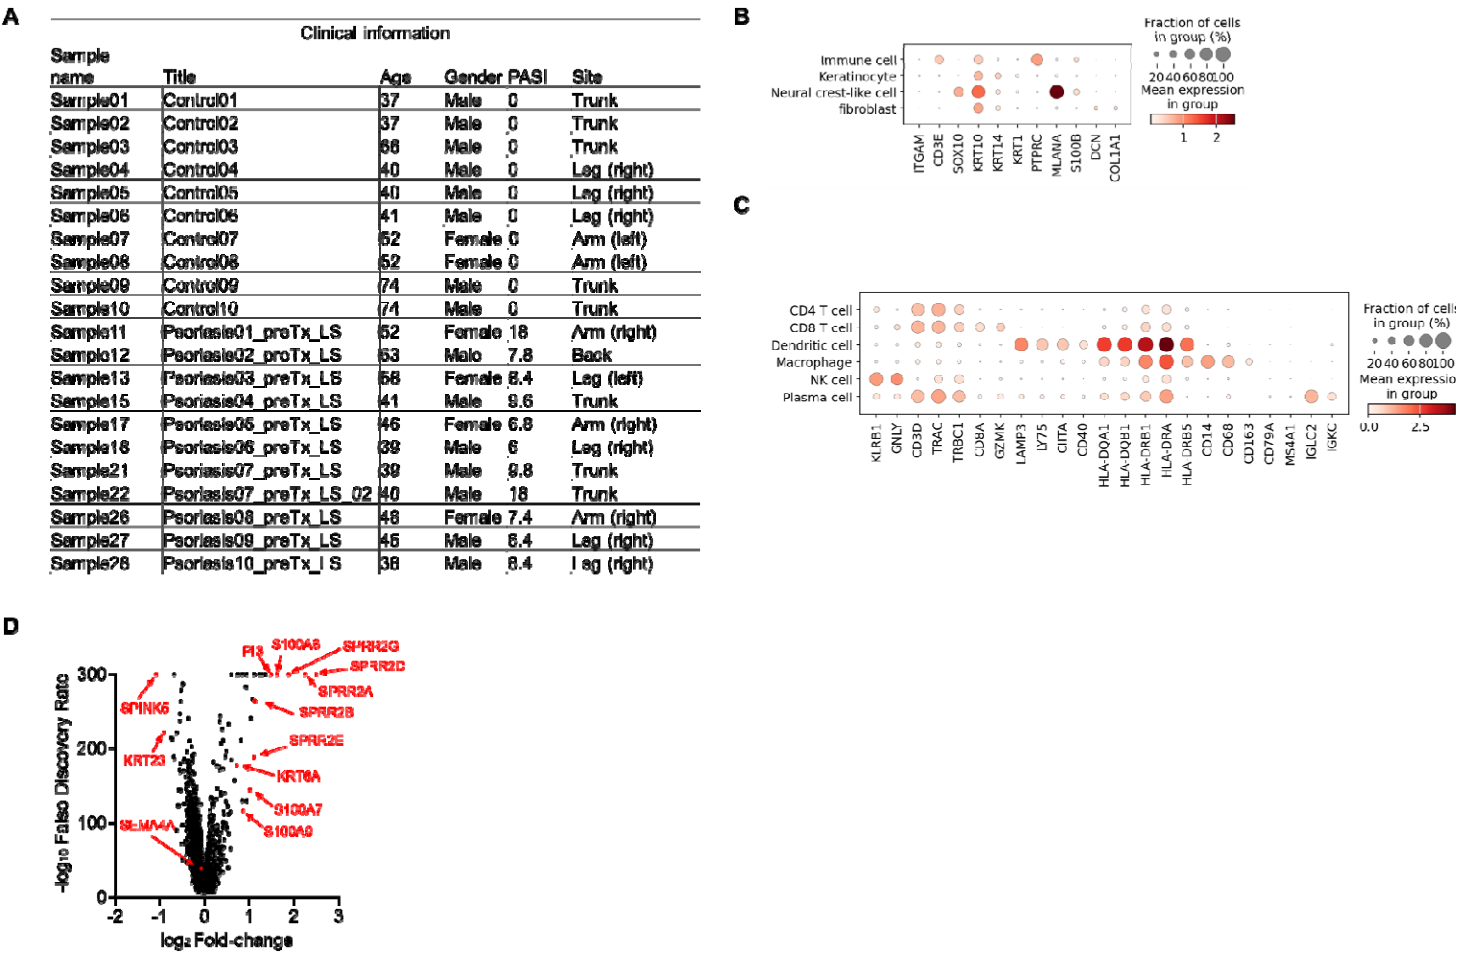 A
Clinical information
Sample
name Title Age Gender PASI Site
Sample01 Control01 37 Male 0 Trunk
Sample02 Control02 37 Male 0 Trunk
Sample03 Control03 66 Male 0 Trunk
Sample04 Control04 40 Male 0 Leg (right)
Sample05 Control05 40 Male 0 Leg (right)
Sample06 Control06 41 Male 0 Leg (right)
Sample07 Control07 52 Female 0 Arm (left)
Sample08 Control08 52 Female 0 Arm (left)
Sample09 Control09 74 Male 0 Trunk
Sample10 Control10 74 Male 0 Trunk
Sample11 Psoriasis01_preTx_LS 52 Female 18 Arm (right)
Sample12 Psoriasis02_preTx_LS 63 Male 7.8 Back
Sample13 Psoriasis03_preTx_LS Female Leg (left)
Sample15 Psoriasis04_preTx_LS 41 Male 9.6 Trunk
Sample17 Psoriasis05_preTx_LS 46 Female 6.8 Arm (right)
Psoriasis06_preTx_LS 39 Male 6 Leg (right)
Sample21 Psoriasis07_preTx_LS 39 Male 9.8 Trunk
Sample22 Psoriasis07_preTx_LS_02 40 Male 18 Trunk
Sample26 Psoriasis08_preTx_LS Female 7.4 Arm (right)
Sample27 Psoriasis09_preTx_LS 45 Male Leg (right)
Sample28 Psoriasis10_preTx_LS 38 Male 8.4 Leg (right)
B
Immune cell
Keratinocyte
Neural crest-like cell
fibroblast
ITGAM CD3E SOX10 KRT10 KRT14 KRT1 PTPRC MLANA S100B DCN COL1A1
Fraction of cells
in group (%)
20 40 60 80 100
Mean expression
in group
1 2
C
CD4 T cell
CD8 T cell
Dendritic cell
Macrophage
NK cell
Plasma cell
KLRB1 GNLY CD3D TRAC TRBC1 CD8A GZMK LAMP3 LY75 CIITA CD40 HLA-DQA1 HLA-DQB1 HLA-DRB1 HLA-DRA HLA-DRB5 CD14 CD68 CD163 CD79A MS4A1 IGLC2 IGKC
Fraction of cells
in group (%)
20 40 60 80 100
Mean expressio
in group
0.0 2.5
D
-log₁₀ False Discovery Rate
300
200
100
0
-2 -1 0 1 2 3
log₂ Fold-change
PI3
S100A8
SPRR2G
SPRR2D
SPRR2A
SPRR2B
SPRR2E
KRT6A
S100A7
S100A9
SPINK5
KRT23
SEMA4A